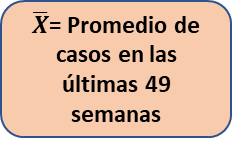 X̅= Promedio de
casos en las
últimas 49
semanas